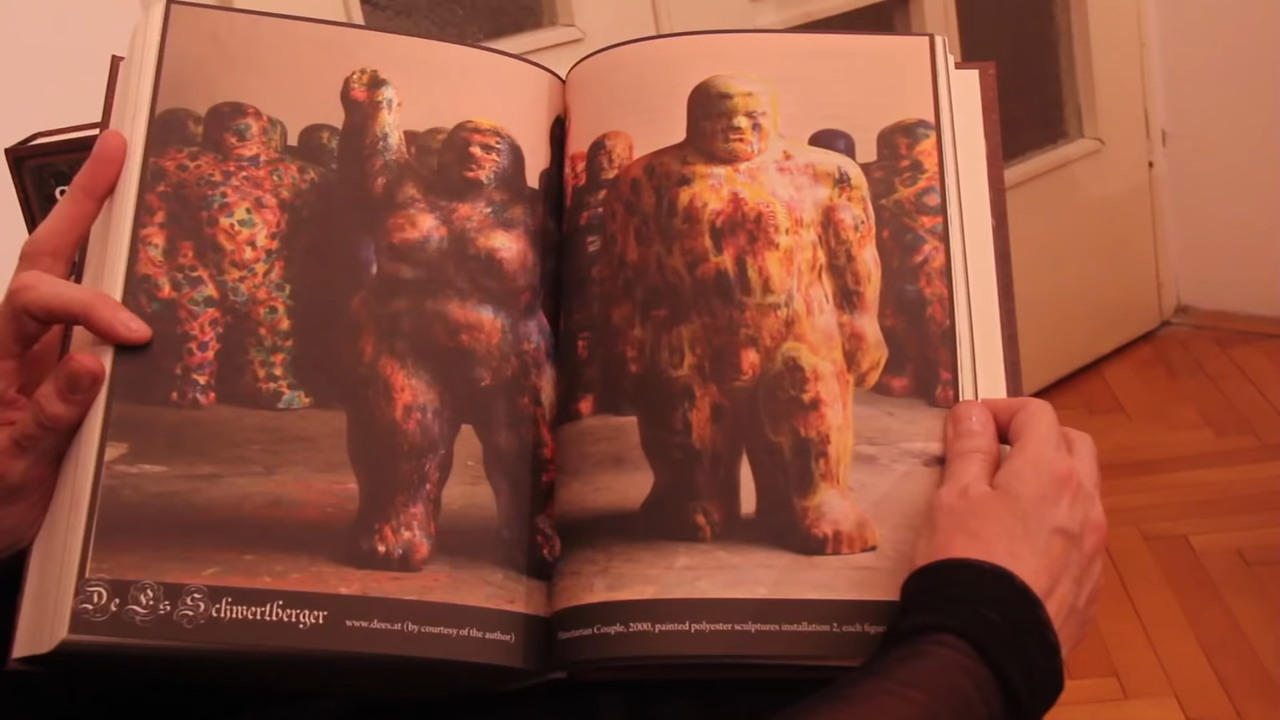 De Es Schwertberger
www.dees.at (by courtesy of the author)
Planetarian Couple, 2000, painted polyester sculptures installation 2, each